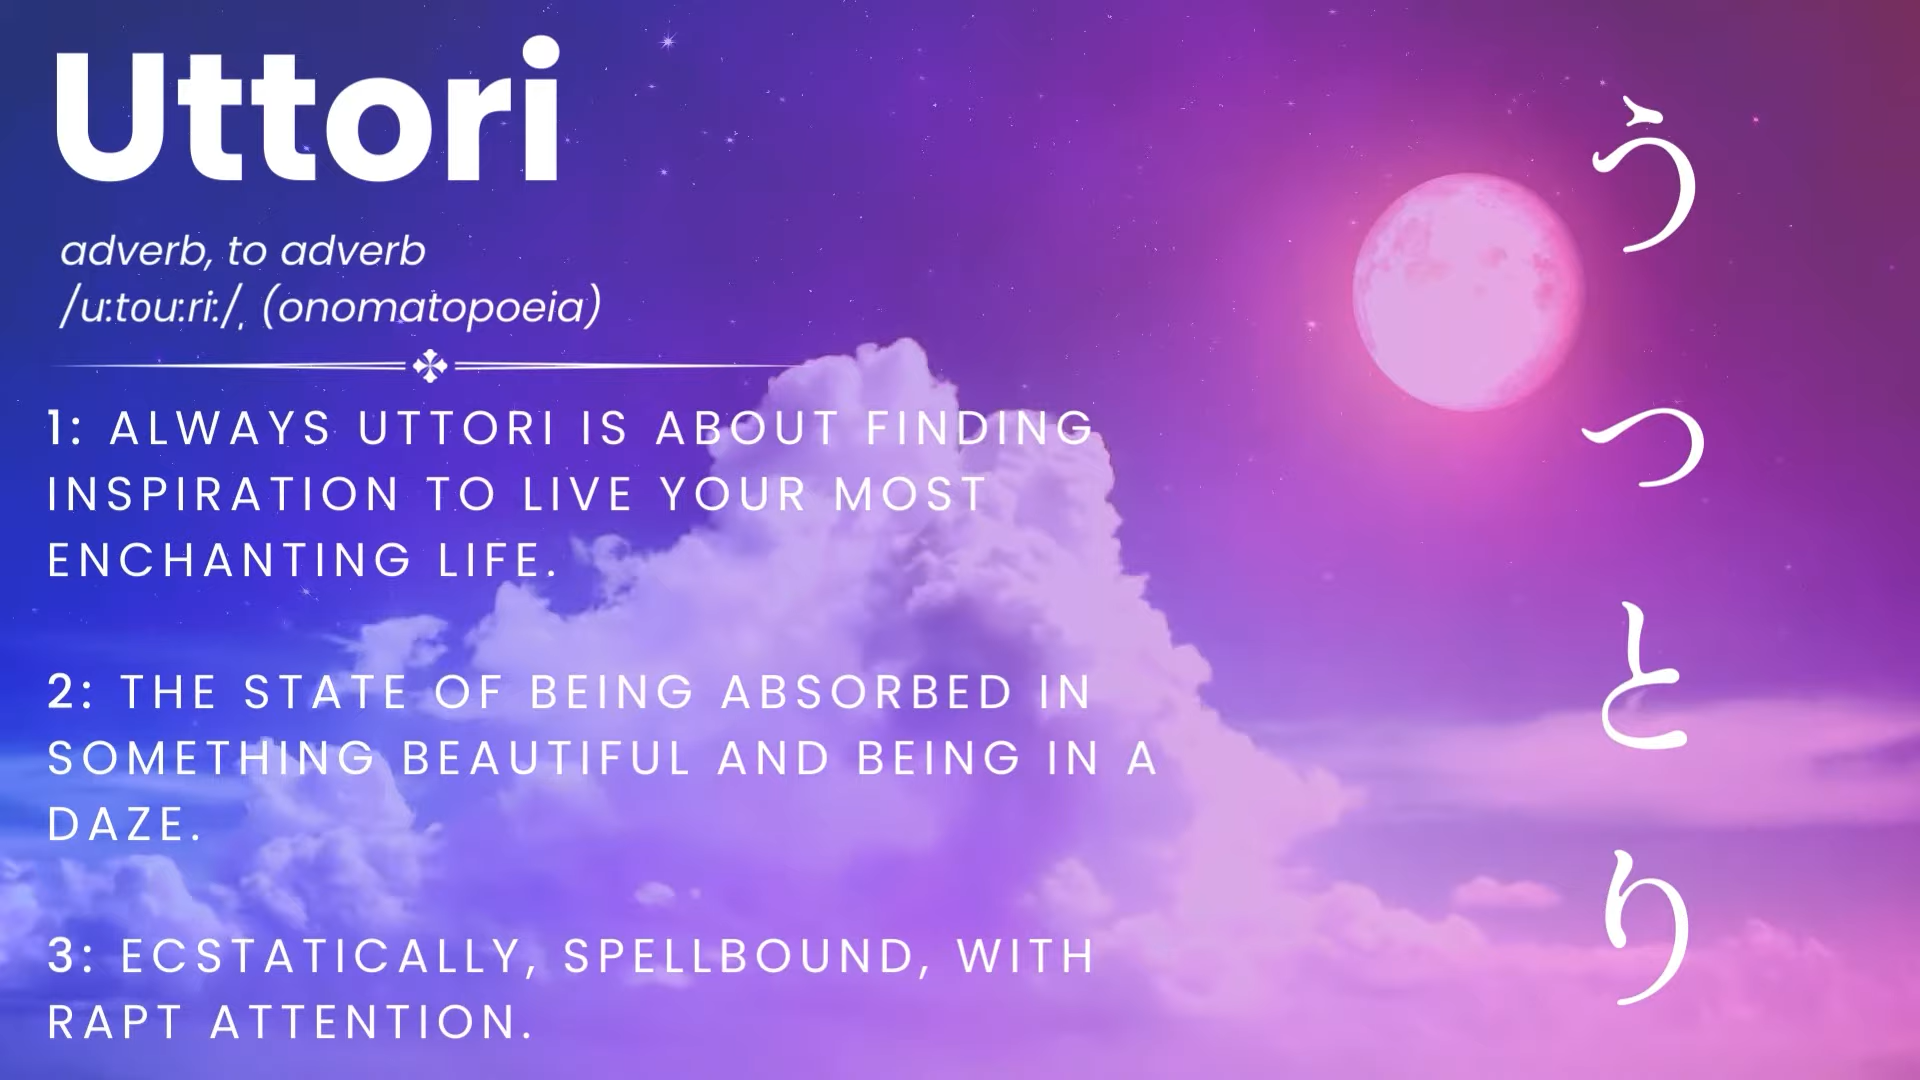 Uttori
adverb, to adverb
/u:tou:ri:/, (onomatopoeia)
1: ALWAYS UTTORI IS ABOUT FINDING
INSPIRATION TO LIVE YOUR MOST
ENCHANTING LIFE.
2: THE STATE OF BEING ABSORBED IN
SOMETHING BEAUTIFUL AND BEING IN A
DAZE.
3: ECSTATICALLY, SPELLBOUND, WITH
RAPT ATTENTION.
うっとり